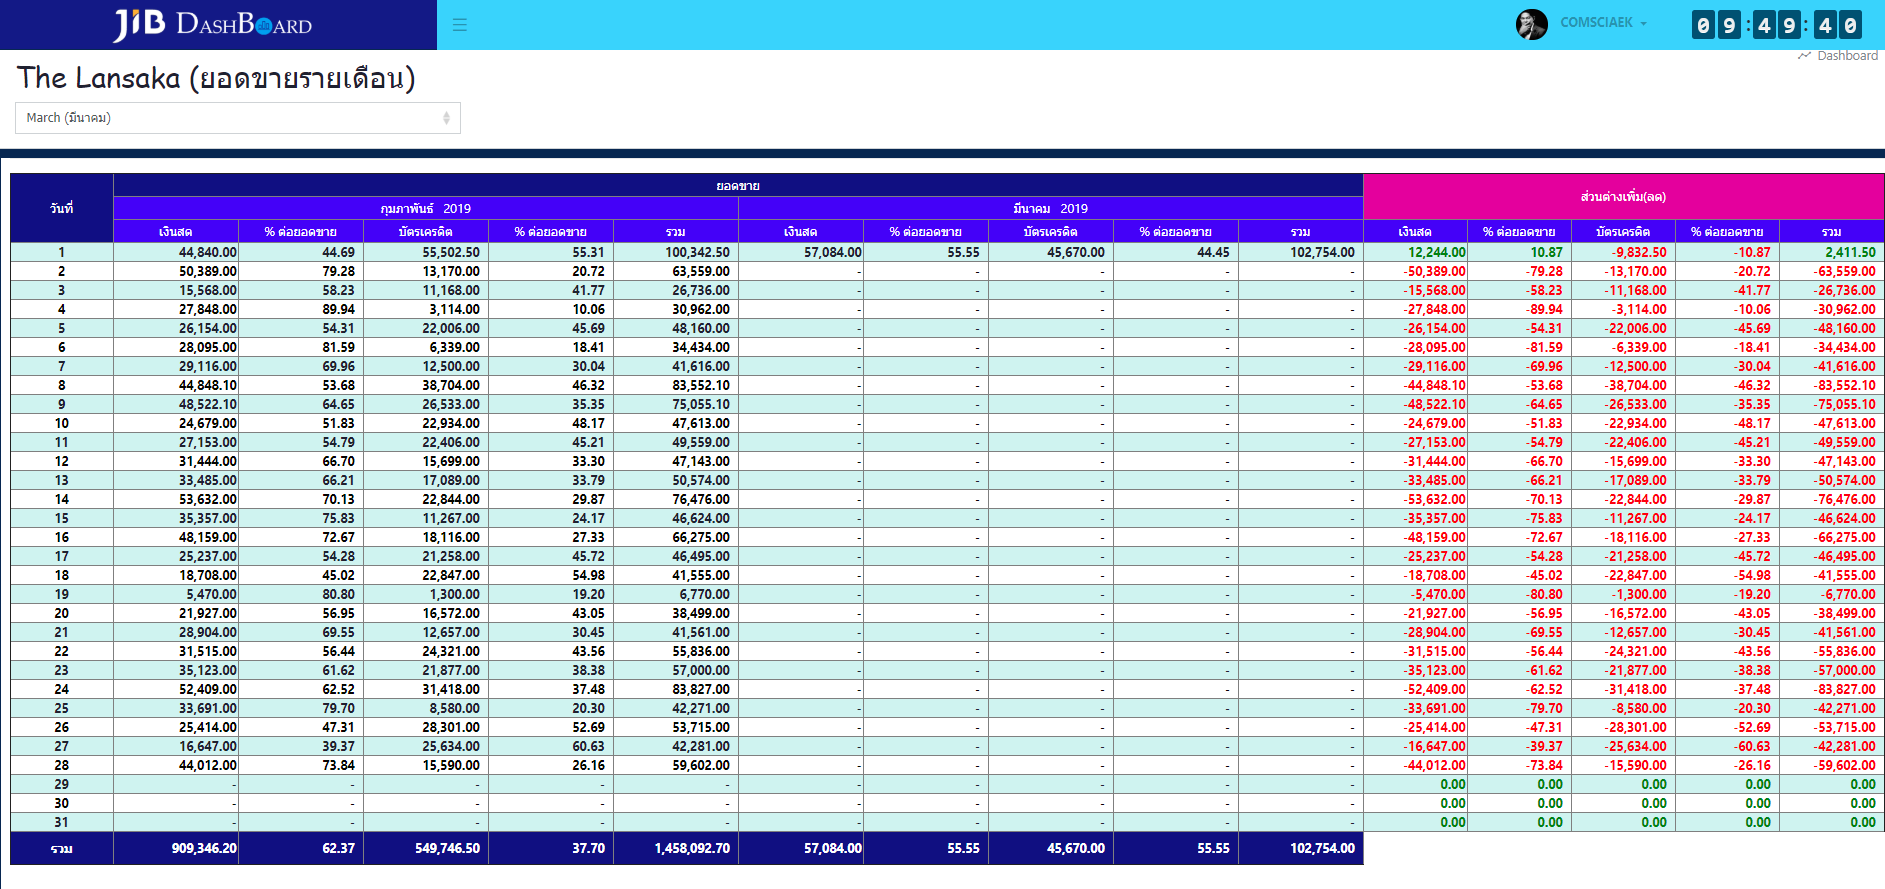 JIB DASHBOARD
COMSCIAEK
09:49:40
Dashboard
The Lansaka (ยอดขายรายเดือน)
March (มีนาคม)
วันที่ ยอดขาย ส่วนต่างเพิ่ม(ลด)
กุมภาพันธ์ 2019 มีนาคม 2019
เงินสด % ต่อยอดขาย บัตรเครดิต % ต่อยอดขาย รวม เงินสด % ต่อยอดขาย บัตรเครดิต % ต่อยอดขาย รวม เงินสด % ต่อยอดขาย บัตรเครดิต % ต่อยอดขาย รวม
1 44,840.00 44.69 55,502.50 55.31 100,342.50 57,084.00 55.55 45,670.00 44.45 102,754.00 12,244.00 10.87 -9,832.50 -10.87 2,411.50
2 50,389.00 79.28 13,170.00 20.72 63,559.00 - - - - - -50,389.00 -79.28 -13,170.00 -20.72 -63,559.00
3 15,568.00 58.23 11,168.00 41.77 26,736.00 - - - - - -15,568.00 -58.23 -11,168.00 -41.77 -26,736.00
4 27,848.00 89.94 3,114.00 10.06 30,962.00 - - - - - -27,848.00 -89.94 -3,114.00 -10.06 -30,962.00
5 26,154.00 54.31 22,006.00 45.69 48,160.00 - - - - - -26,154.00 -54.31 -22,006.00 -45.69 -48,160.00
6 28,095.00 81.59 6,339.00 18.41 34,434.00 - - - - - -28,095.00 -81.59 -6,339.00 -18.41 -34,434.00
7 29,116.00 69.96 12,500.00 30.04 41,616.00 - - - - - -29,116.00 -69.96 -12,500.00 -30.04 -41,616.00
8 44,848.10 53.68 38,704.00 46.32 83,552.10 - - - - - -44,848.10 -53.68 -38,704.00 -46.32 -83,552.10
9 48,522.10 64.65 26,533.00 35.35 75,055.10 - - - - - -48,522.10 -64.65 -26,533.00 -35.35 -75,055.10
10 24,679.00 51.83 22,934.00 48.17 47,613.00 - - - - - -24,679.00 -51.83 -22,934.00 -48.17 -47,613.00
11 27,153.00 54.79 22,406.00 45.21 49,559.00 - - - - - -27,153.00 -54.79 -22,406.00 -45.21 -49,559.00
12 31,444.00 66.70 15,699.00 33.30 47,143.00 - - - - - -31,444.00 -66.70 -15,699.00 -33.30 -47,143.00
13 33,485.00 66.21 17,089.00 33.79 50,574.00 - - - - - -33,485.00 -66.21 -17,089.00 -33.79 -50,574.00
14 53,632.00 70.13 22,844.00 29.87 76,476.00 - - - - - -53,632.00 -70.13 -22,844.00 -29.87 -76,476.00
15 35,357.00 75.83 11,267.00 24.17 46,624.00 - - - - - -35,357.00 -75.83 -11,267.00 -24.17 -46,624.00
16 48,159.00 72.67 18,116.00 27.33 66,275.00 - - - - - -48,159.00 -72.67 -18,116.00 -27.33 -66,275.00
17 25,237.00 54.28 21,258.00 45.72 46,495.00 - - - - - -25,237.00 -54.28 -21,258.00 -45.72 -46,495.00
18 18,708.00 45.02 22,847.00 54.98 41,555.00 - - - - - -18,708.00 -45.02 -22,847.00 -54.98 -41,555.00
19 5,470.00 80.80 1,300.00 19.20 6,770.00 - - - - - -5,470.00 -80.80 -1,300.00 -19.20 -6,770.00
20 21,927.00 56.95 16,572.00 43.05 38,499.00 - - - - - -21,927.00 -56.95 -16,572.00 -43.05 -38,499.00
21 28,904.00 69.55 12,657.00 30.45 41,561.00 - - - - - -28,904.00 -69.55 -12,657.00 -30.45 -41,561.00
22 31,515.00 56.44 24,321.00 43.56 55,836.00 - - - - - -31,515.00 -56.44 -24,321.00 -43.56 -55,836.00
23 35,123.00 61.62 21,877.00 38.38 57,000.00 - - - - - -35,123.00 -61.62 -21,877.00 -38.38 -57,000.00
24 52,409.00 62.52 31,418.00 37.48 83,827.00 - - - - - -52,409.00 -62.52 -31,418.00 -37.48 -83,827.00
25 33,691.00 79.70 8,580.00 20.30 42,271.00 - - - - - -33,691.00 -79.70 -8,580.00 -20.30 -42,271.00
26 25,414.00 47.31 28,301.00 52.69 53,715.00 - - - - - -25,414.00 -47.31 -28,301.00 -52.69 -53,715.00
27 16,647.00 39.37 25,634.00 60.63 42,281.00 - - - - - -16,647.00 -39.37 -25,634.00 -60.63 -42,281.00
28 44,012.00 73.84 15,590.00 26.16 59,602.00 - - - - - -44,012.00 -73.84 -15,590.00 -26.16 -59,602.00
29 - - - - - - - - - - 0.00 0.00 0.00 0.00 0.00
30 - - - - - - - - - - 0.00 0.00 0.00 0.00 0.00
31 - - - - - - - - - - 0.00 0.00 0.00 0.00 0.00
รวม 909,346.20 62.37 549,746.50 37.70 1,458,092.70 57,084.00 55.55 45,670.00 55.55 102,754.00